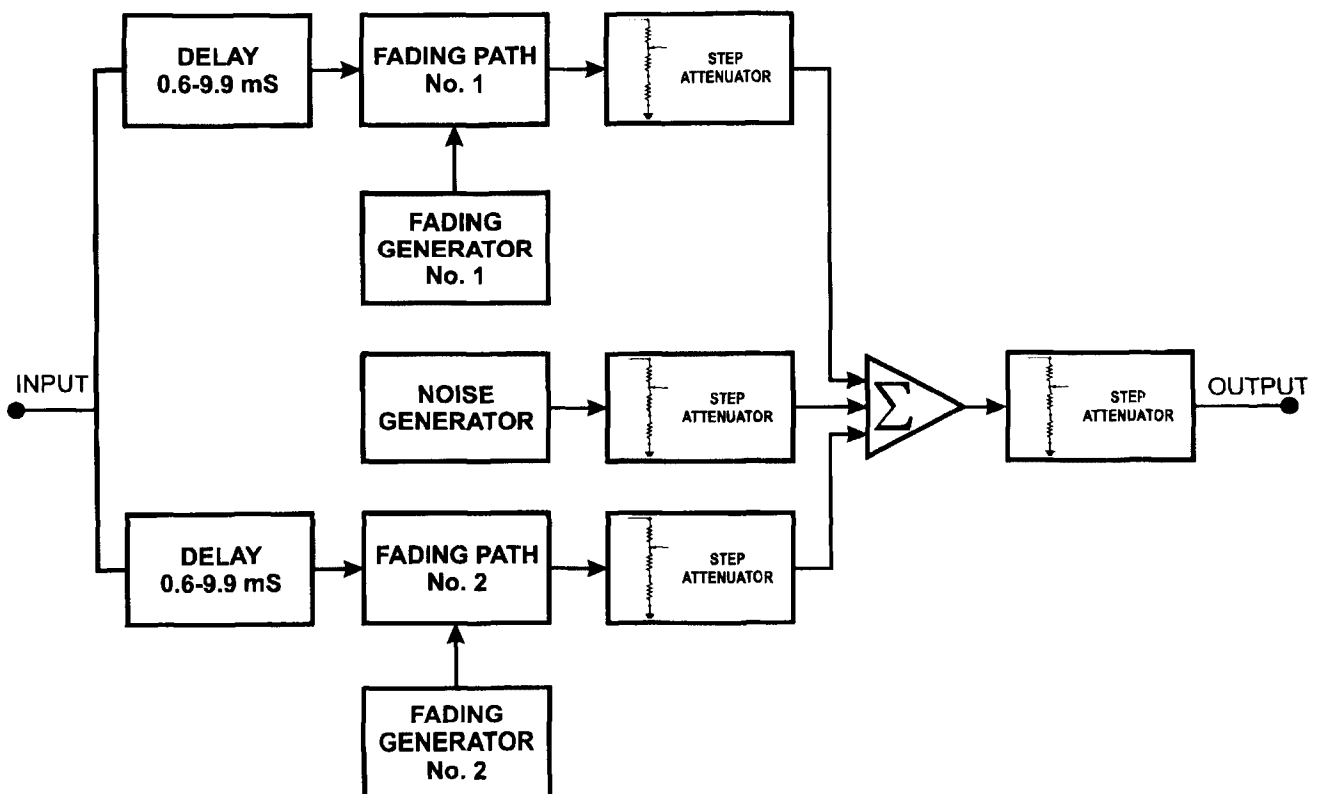 DELAY
0.6-9.9 mS
FADING PATH
No. 1
STEP
ATTENUATOR
FADING
GENERATOR
No. 1
INPUT
NOISE
GENERATOR
STEP
ATTENUATOR
Σ
STEP
ATTENUATOR
OUTPUT
DELAY
0.6-9.9 mS
FADING PATH
No. 2
STEP
ATTENUATOR
FADING
GENERATOR
No. 2